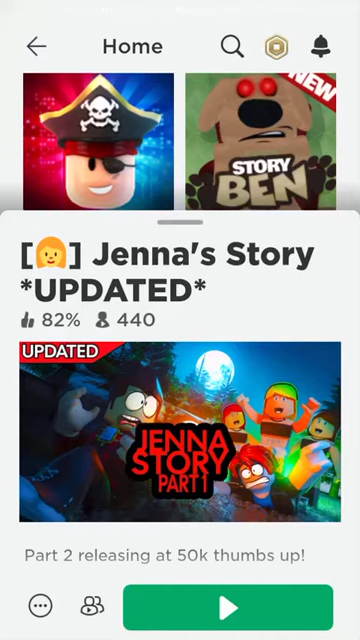 Home
NEW
STORY
BEN
[👩] Jenna's Story
*UPDATED*
82% 440
UPDATED
JENNA
STORY
PART 1
Part 2 releasing at 50k thumbs up!